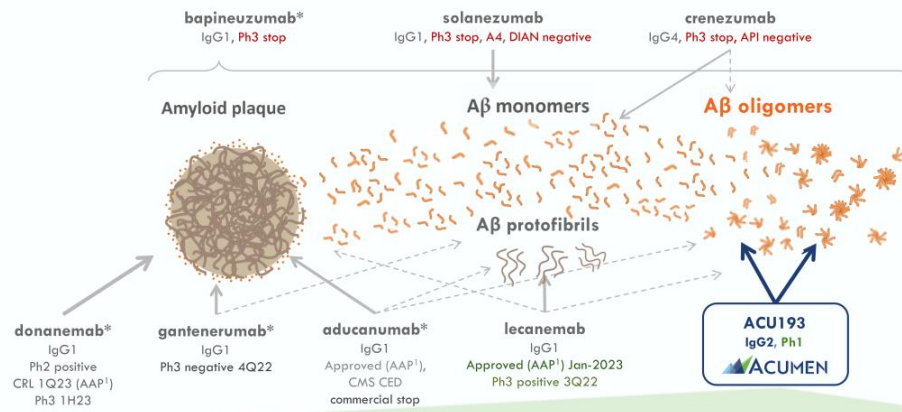 bapineuzumab*
IgG1, Ph3 stop
solanezumab
IgG1, Ph3 stop, A4, DIAN negative
crenezumab
IgG4, Ph3 stop, API negative
Amyloid plaque
Aβ monomers
Aβ oligomers
Aβ protofibrils
donanemab*
IgG1
Ph2 positive
CRL 1Q23 (AAP¹)
Ph3 1H23
gantenerumab*
IgG1
Ph3 negative 4Q22
aducanumab*
IgG1
Approved (AAP¹),
CMS CED
commercial stop
lecanemab
IgG1
Approved (AAP¹) Jan-2023
Ph3 positive 3Q22
ACU193
IgG2, Ph1
ACUMEN